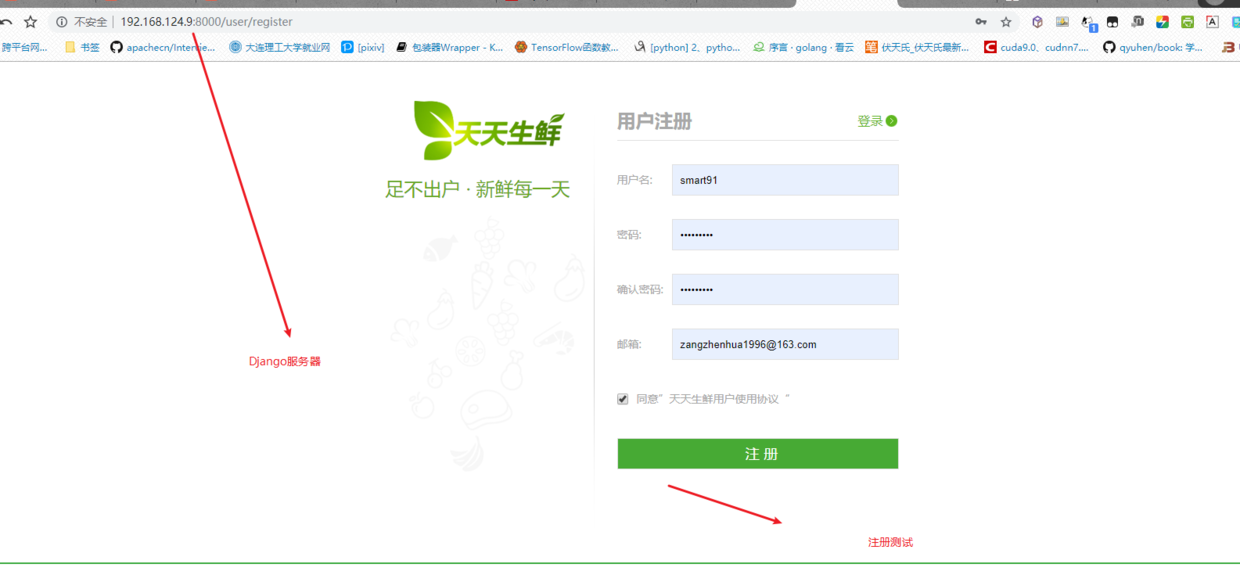 不安全 | 192.168.124.9:8000/user/register
跨平台网... 书签 apachecn/Intervie... 大连理工大学就业网 [pixiv] 包装器Wrapper - K... TensorFlow函数教... [python] 2、pytho... 序言 · golang · 看云 笔 伏天氏_伏天氏最新... C cuda9.0、cudnn7.... qyuhen/book: 学...
天天生鲜
足不出户 · 新鲜每一天
用户注册 登录
用户名: smart91
密码: •••••••••
确认密码: •••••••••
邮箱: zangzhenhua1996@163.com
同意”天天生鲜用户使用协议 “
注 册
Django服务器
注册测试